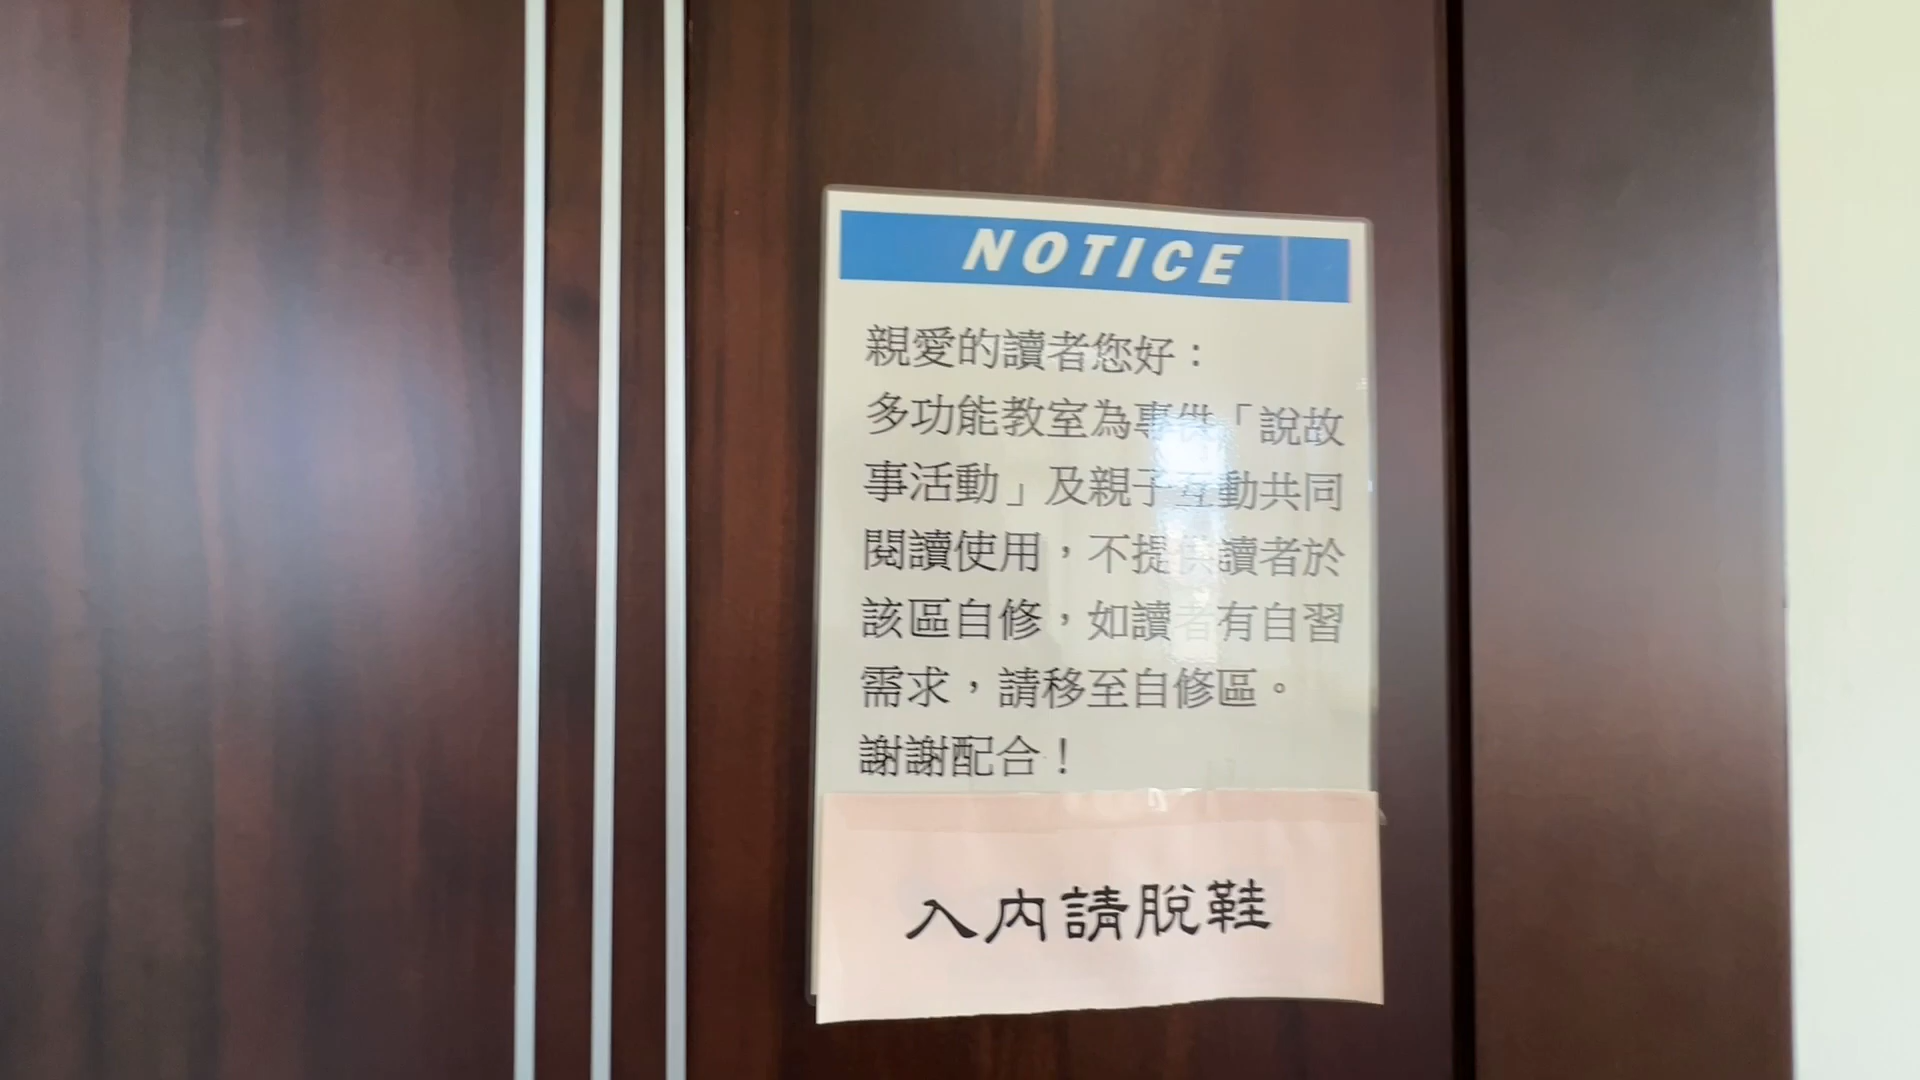 NOTICE
親愛的讀者您好：
多功能教室為專供「說故
事活動」及親子互動共同
閱讀使用，不提供讀者於
該區自修，如讀者有自習
需求，請移至自修區。
謝謝配合！
入內請脫鞋